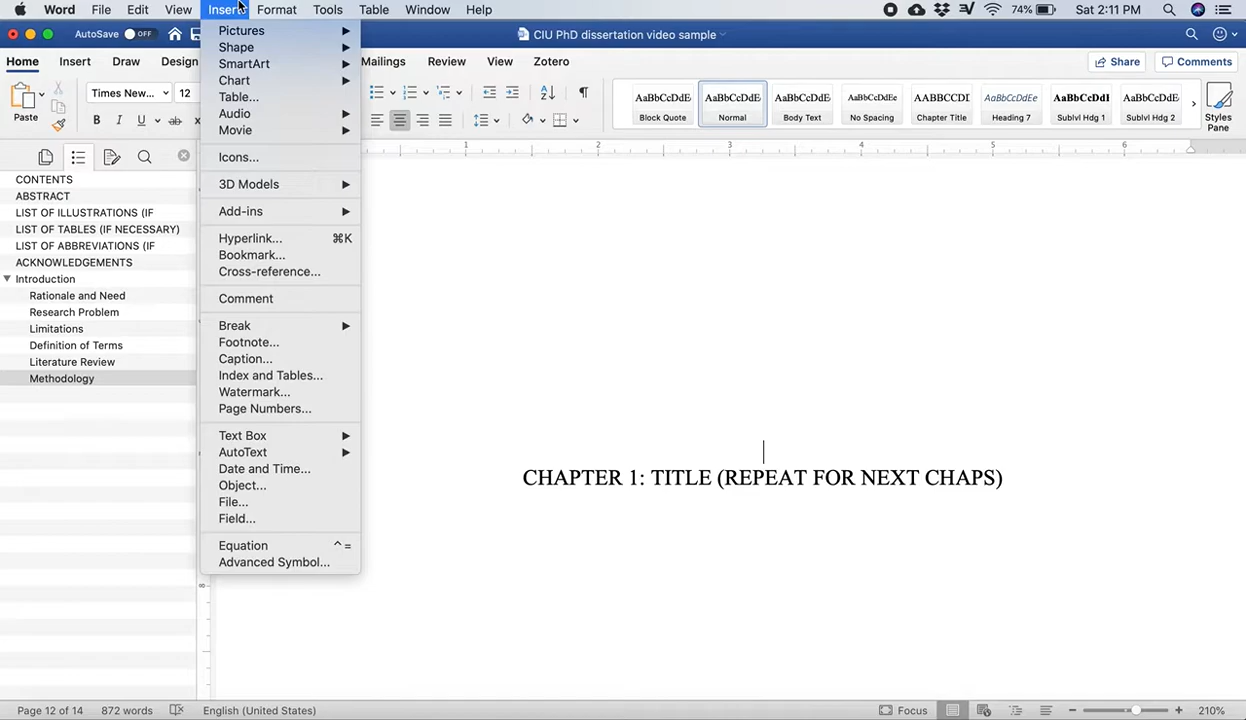 Word File Edit View Insert Format Tools Table Window Help 74% Sat 2:11 PM
AutoSave OFF CIU PhD dissertation video sample
Home Insert Draw Design Mailings Review View Zotero Share Comments
Paste Times New... 12
B I U ab
AaBbCcDdE AaBbCcDdE AaBbCcDdE AaBbCcDdEe AABBCCDI AaBbCcDdEe AaBbCcDdI AaBbCcDdE
Block Quote Normal Body Text No Spacing Chapter Title Heading 7 Sublvl Hdg 1 Sublvl Hdg 2 Styles Pane
1 2 3 4 5 6
CONTENTS
ABSTRACT
LIST OF ILLUSTRATIONS (IF
LIST OF TABLES (IF NECESSARY)
LIST OF ABBREVIATIONS (IF
ACKNOWLEDGEMENTS
Introduction
Rationale and Need
Research Problem
Limitations
Definition of Terms
Literature Review
Methodology
Pictures
Shape
SmartArt
Chart
Table...
Audio
Movie
Icons...
3D Models
Add-ins
Hyperlink... ⌘K
Bookmark...
Cross-reference...
Comment
Break
Footnote...
Caption...
Index and Tables...
Watermark...
Page Numbers...
Text Box
AutoText
Date and Time...
Object...
File...
Field...
Equation ^=
Advanced Symbol...
CHAPTER 1: TITLE (REPEAT FOR NEXT CHAPS)
Page 12 of 14 872 words English (United States) Focus 210%